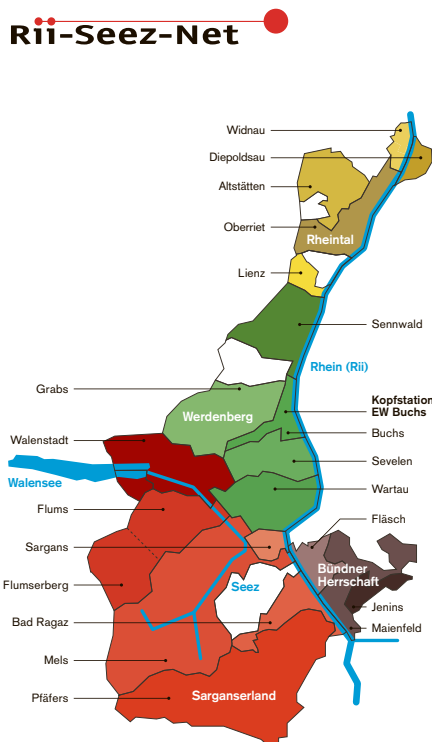 Rii-Seez-Net
Widnau
Diepoldsau
Altstätten
Oberriet
Rheintal
Lienz
Sennwald
Rhein (Rii)
Grabs
Kopfstation
EW Buchs
Werdenberg
Buchs
Walenstadt
Sevelen
Walensee
Wartau
Flums
Fläsch
Sargans
Bündner
Herrschaft
Flumserberg
Seez
Jenins
Bad Ragaz
Maienfeld
Mels
Pfäfers
Sarganserland